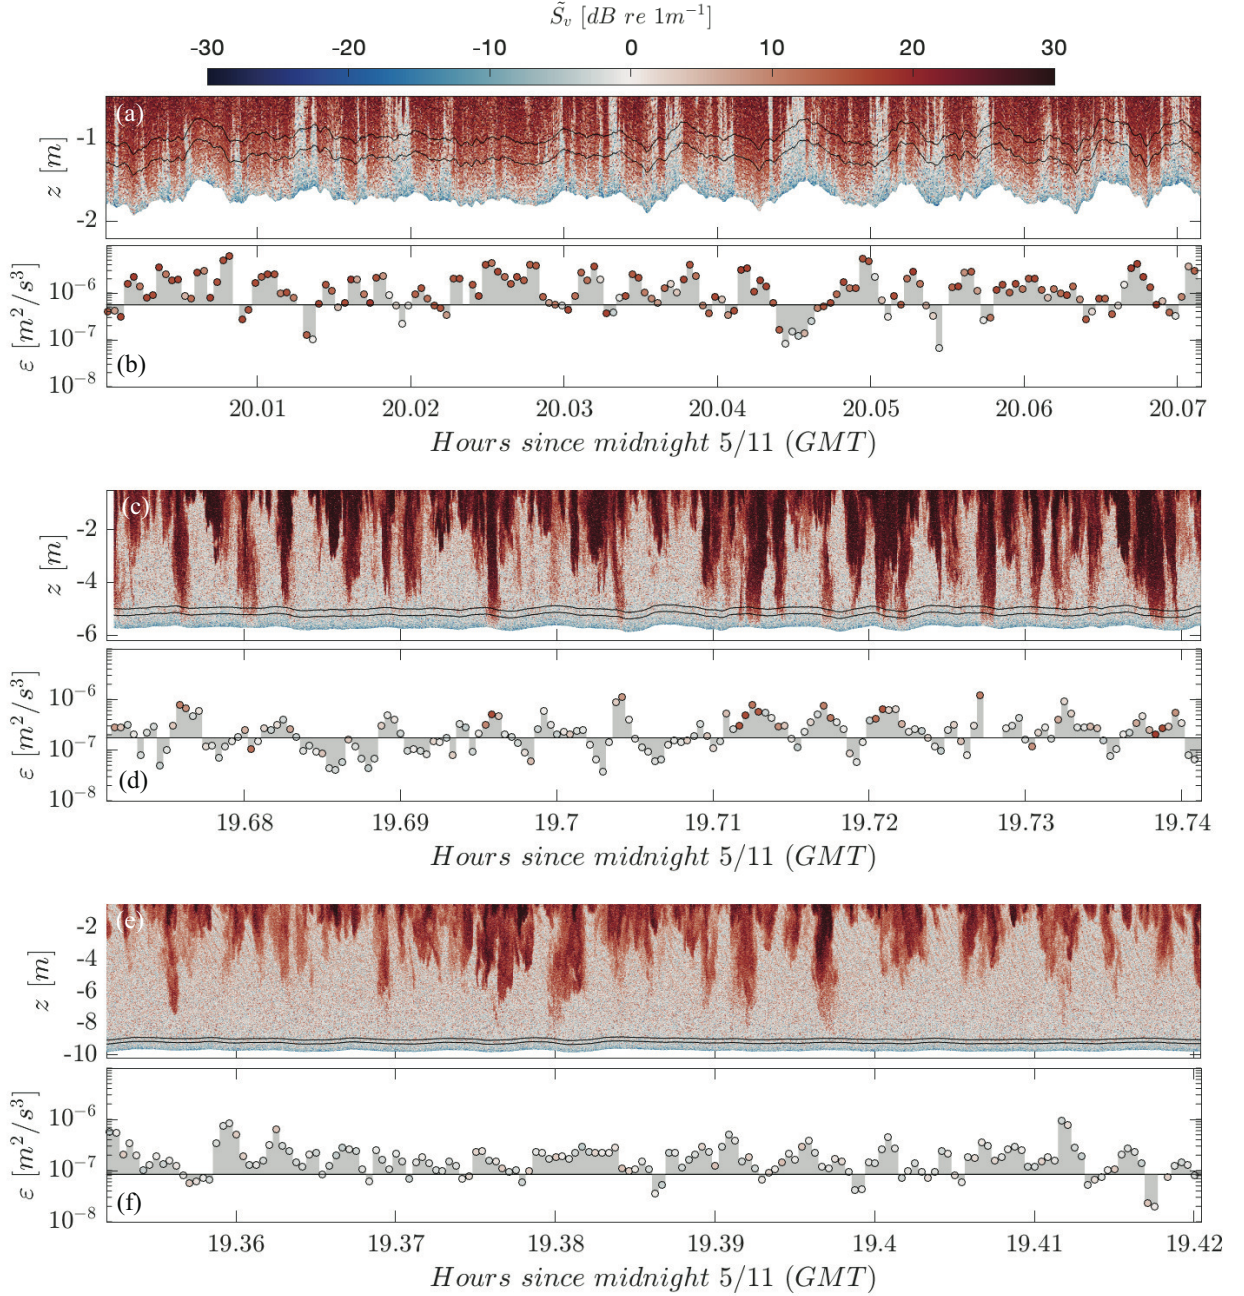 S̃_v [dB re 1m⁻¹]
-30 -20 -10 0 10 20 30
(a)
z [m]
-1
-2
ε [m²/s³]
10⁻⁶
10⁻⁷
10⁻⁸
(b)
20.01 20.02 20.03 20.04 20.05 20.06 20.07
Hours since midnight 5/11 (GMT)
(c)
z [m]
-2
-4
-6
ε [m²/s³]
10⁻⁶
10⁻⁷
10⁻⁸
(d)
19.68 19.69 19.7 19.71 19.72 19.73 19.74
Hours since midnight 5/11 (GMT)
(e)
z [m]
-2
-4
-6
-8
-10
ε [m²/s³]
10⁻⁶
10⁻⁷
10⁻⁸
(f)
19.36 19.37 19.38 19.39 19.4 19.41 19.42
Hours since midnight 5/11 (GMT)